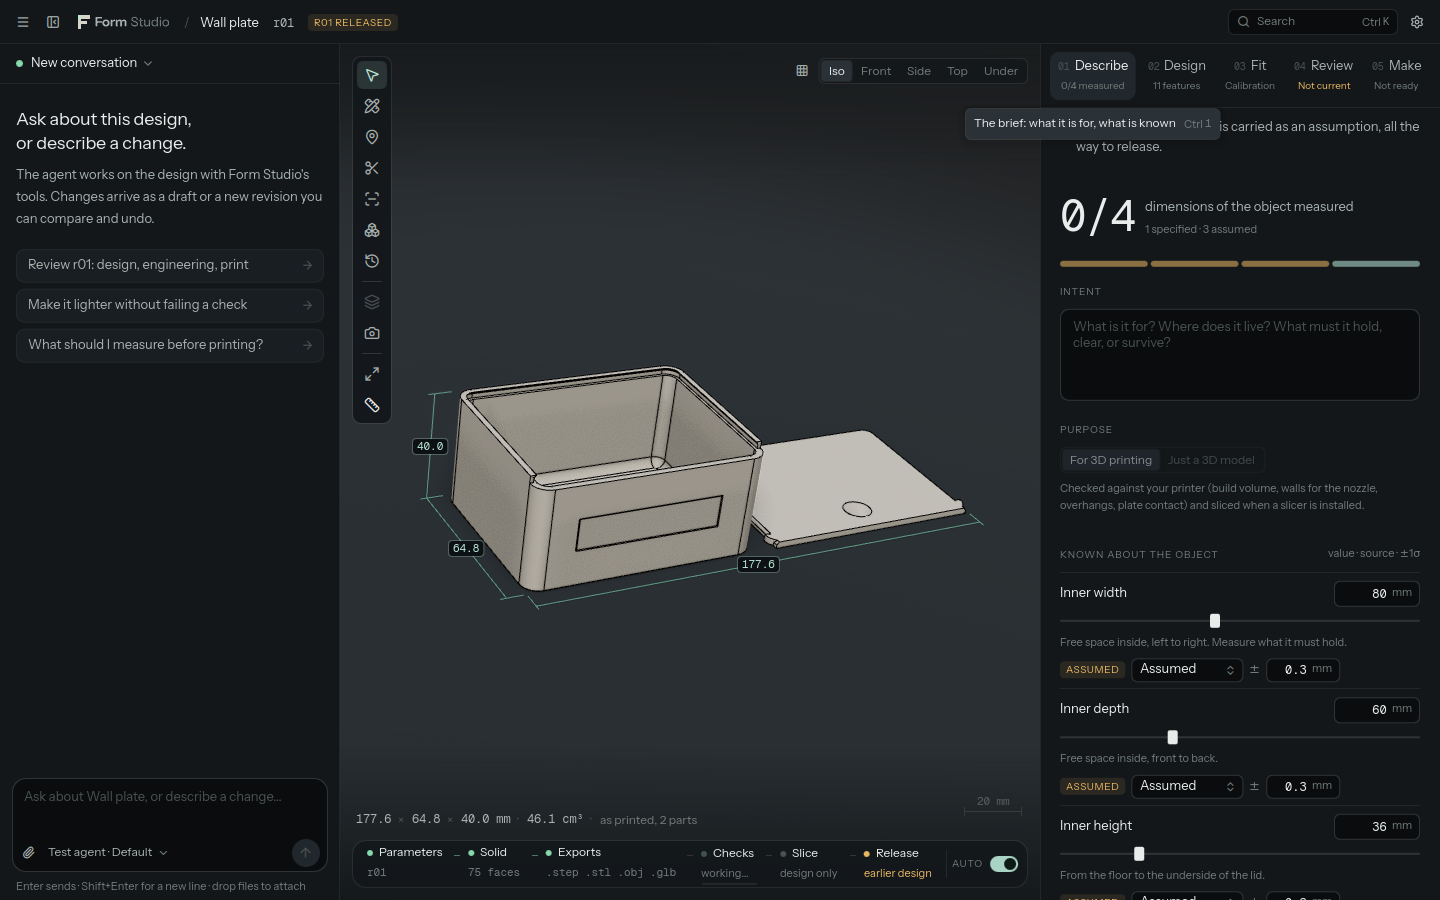 Form Studio / Wall plate r01 R01 RELEASED
Search Ctrl K
New conversation
Ask about this design,
or describe a change.
The agent works on the design with Form Studio's
tools. Changes arrive as a draft or a new revision you
can compare and undo.
Review r01: design, engineering, print
Make it lighter without failing a check
What should I measure before printing?
Ask about Wall plate, or describe a change...
Test agent · Default
Enter sends · Shift+Enter for a new line · drop files to attach
Iso Front Side Top Under
40.0
64.8
177.6
20 mm
177.6 × 64.8 × 40.0 mm · 46.1 cm³ · as printed, 2 parts
Parameters
r01
Solid
75 faces
Exports
.step .stl .obj .glb
Checks
working...
Slice
design only
Release
earlier design
AUTO
01 Describe
0/4 measured
02 Design
11 features
03 Fit
Calibration
04 Review
Not current
05 Make
Not ready
The brief: what it is for, what is known Ctrl 1
is carried as an assumption, all the
way to release.
0/4 dimensions of the object measured
1 specified · 3 assumed
INTENT
What is it for? Where does it live? What must it hold,
clear, or survive?
PURPOSE
For 3D printing Just a 3D model
Checked against your printer (build volume, walls for the nozzle,
overhangs, plate contact) and sliced when a slicer is installed.
KNOWN ABOUT THE OBJECT value · source · ±1σ
Inner width 80 mm
Free space inside, left to right. Measure what it must hold.
ASSUMED Assumed ± 0.3 mm
Inner depth 60 mm
Free space inside, front to back.
ASSUMED Assumed ± 0.3 mm
Inner height 36 mm
From the floor to the underside of the lid.
ASSUMED Assumed ± 0.3 mm